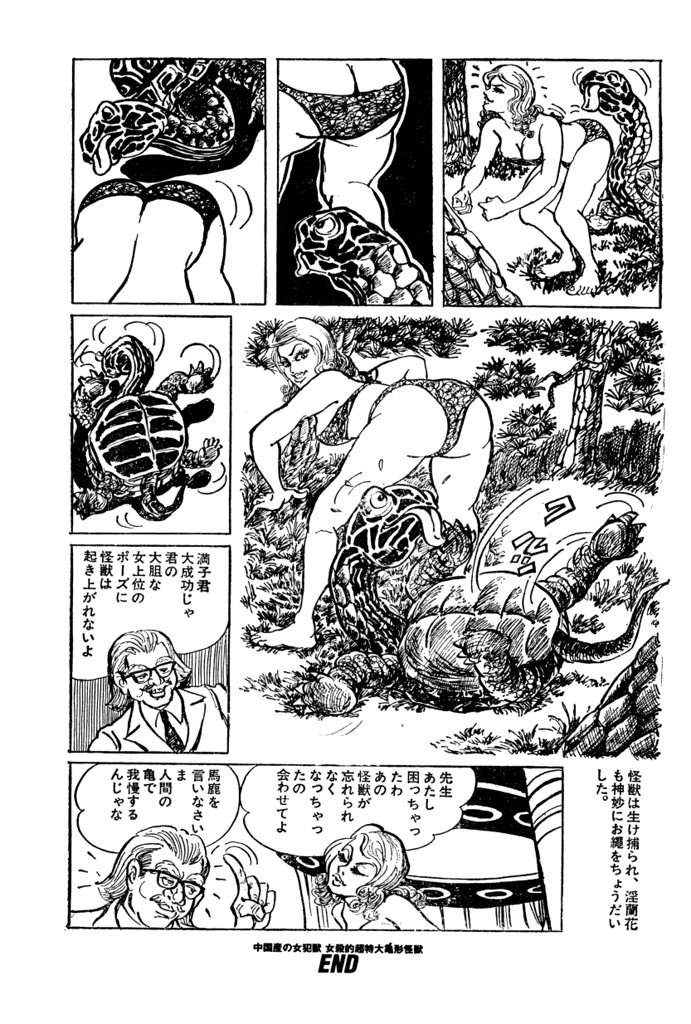 ゴロン
満子君
大成功じゃ
君の
大胆な
女上位の
ポーズに
怪獣は
起き上がれないよ
怪獣は生け捕られ、淫蘭花
も神妙にお縄をちょうだい
した。
先生
あたし
困っちゃっ
たわ
あの
怪獣が
忘れられ
なく
なっちゃっ
たの
会わせてよ
馬鹿を
言いなさい
ま
人間の
亀で
我慢する
んじゃな
中国産の女犯獣 女殺的超特大亀形怪獣
END